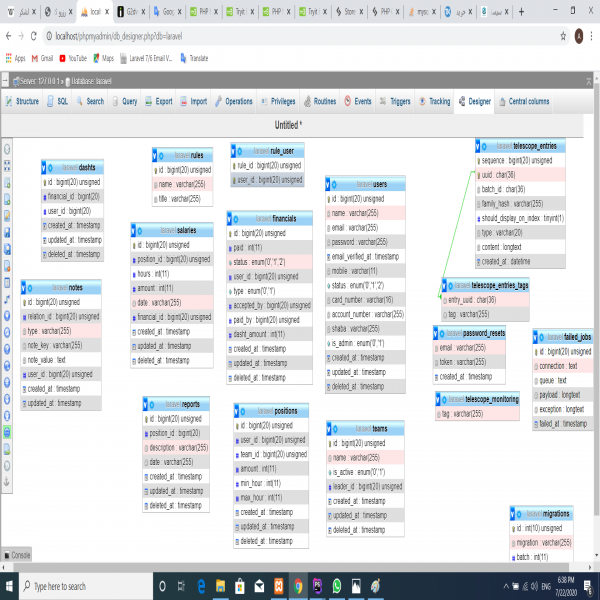 local
G2dv
Goog
PHP
Tryit
PHP
Tryit
Ston
PHP
mysc
localhost/phpmyadmin/db_designer.php?db=laravel
Apps
Gmail
YouTube
Maps
Laravel 7/6 Email V...
Translate
Server: 127.0.0.1 » Database: laravel
Structure
SQL
Search
Query
Export
Import
Operations
Privileges
Routines
Events
Triggers
Tracking
Designer
Central columns
Untitled *
laravel dashts
id : bigint(20) unsigned
financial_id : bigint(20)
user_id : bigint(20)
created_at : timestamp
updated_at : timestamp
deleted_at : timestamp
laravel rules
id : bigint(20) unsigned
name : varchar(255)
title : varchar(255)
laravel rule_user
rule_id : bigint(20) unsigned
user_id : bigint(20) unsigned
laravel users
id : bigint(20) unsigned
name : varchar(255)
email : varchar(255)
password : varchar(255)
email_verified_at : timestamp
mobile : varchar(11)
status : enum('0','1','2')
card_number : varchar(16)
account_number : varchar(255)
shaba : varchar(255)
is_admin : enum('0','1')
created_at : timestamp
updated_at : timestamp
deleted_at : timestamp
laravel telescope_entries
sequence : bigint(20) unsigned
uuid : char(36)
batch_id : char(36)
family_hash : varchar(255)
should_display_on_index : tinyint(1)
type : varchar(20)
content : longtext
created_at : datetime
laravel salaries
id : bigint(20) unsigned
position_id : bigint(20) unsigned
hours : int(11)
amount : int(11)
date : varchar(255)
financial_id : bigint(20) unsigned
created_at : timestamp
updated_at : timestamp
deleted_at : timestamp
laravel financials
id : bigint(20) unsigned
paid : int(11)
status : enum('0','1','2')
user_id : bigint(20) unsigned
type : enum('0','1')
accepted_by : bigint(20) unsigned
paid_by : bigint(20) unsigned
dasht_amount : int(11)
created_at : timestamp
updated_at : timestamp
deleted_at : timestamp
laravel notes
id : bigint(20) unsigned
relation_id : bigint(20) unsigned
type : varchar(255)
note_key : varchar(255)
note_value : text
user_id : bigint(20) unsigned
created_at : timestamp
updated_at : timestamp
laravel telescope_entries_tags
entry_uuid : char(36)
tag : varchar(255)
laravel password_resets
email : varchar(255)
token : varchar(255)
created_at : timestamp
laravel failed_jobs
id : bigint(20) unsigned
connection : text
queue : text
payload : longtext
exception : longtext
failed_at : timestamp
laravel telescope_monitoring
tag : varchar(255)
laravel reports
id : bigint(20) unsigned
position_id : bigint(20)
description : varchar(255)
date : varchar(255)
created_at : timestamp
updated_at : timestamp
deleted_at : timestamp
laravel positions
id : bigint(20) unsigned
user_id : bigint(20) unsigned
team_id : bigint(20) unsigned
amount : int(11)
min_hour : int(11)
max_hour : int(11)
created_at : timestamp
updated_at : timestamp
deleted_at : timestamp
laravel teams
id : bigint(20) unsigned
name : varchar(255)
is_active : enum('0','1')
leader_id : bigint(20) unsigned
created_at : timestamp
updated_at : timestamp
deleted_at : timestamp
laravel migrations
id : int(10) unsigned
migration : varchar(255)
batch : int(11)
Console
Type here to search
6:38 PM
7/22/2020